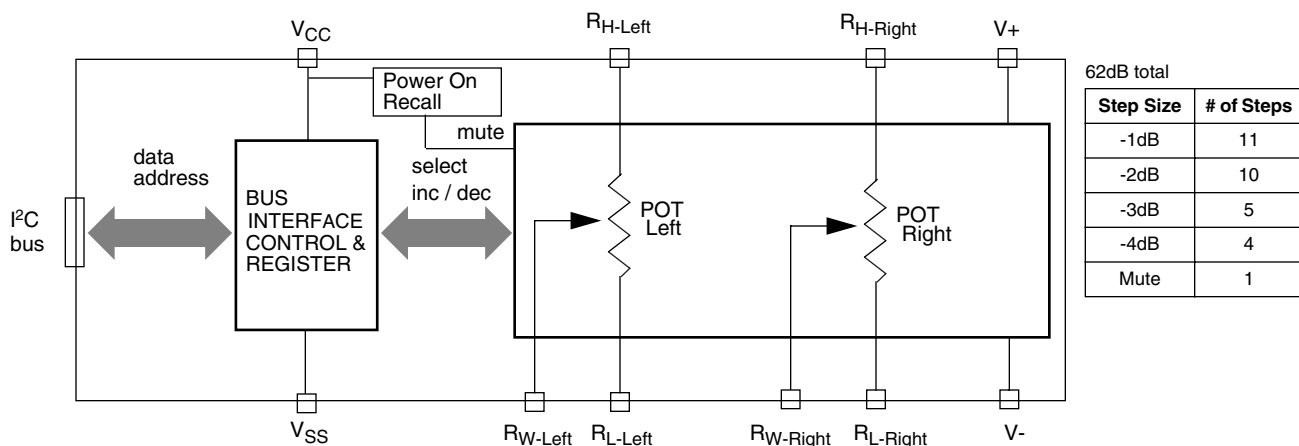 V_CC
R_H-Left
R_H-Right
V+
Power On
Recall
mute
data
address
select
inc / dec
I²C
bus
BUS
INTERFACE
CONTROL &
REGISTER
POT
Left
POT
Right
V_SS
R_W-Left
R_L-Left
R_W-Right
R_L-Right
V-
62dB total
Step Size # of Steps
-1dB 11
-2dB 10
-3dB 5
-4dB 4
Mute 1